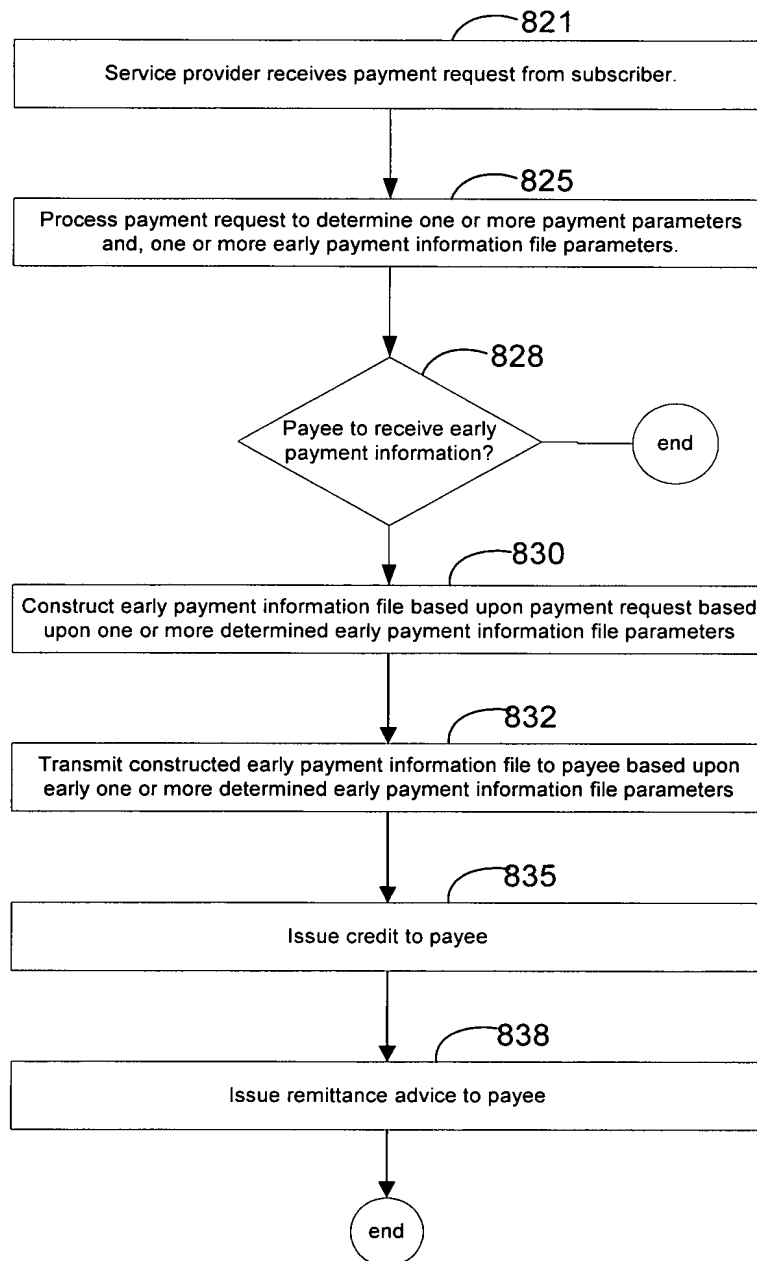 821
Service provider receives payment request from subscriber.
825
Process payment request to determine one or more payment parameters
and, one or more early payment information file parameters.
828
Payee to receive early
payment information?
end
830
Construct early payment information file based upon payment request based
upon one or more determined early payment information file parameters
832
Transmit constructed early payment information file to payee based upon
early one or more determined early payment information file parameters
835
Issue credit to payee
838
Issue remittance advice to payee
end